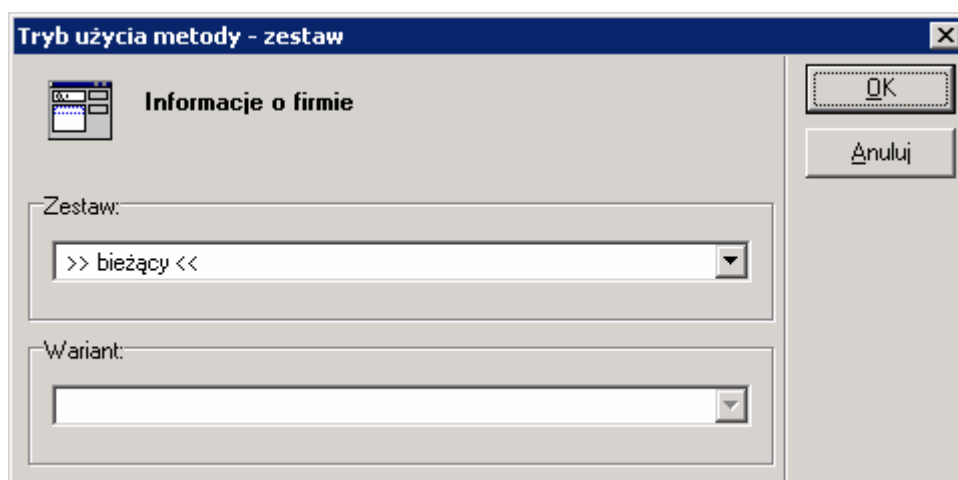 Tryb użycia metody - zestaw
Informacje o firmie
OK
Anuluj
Zestaw:
>> bieżący <<
Wariant: